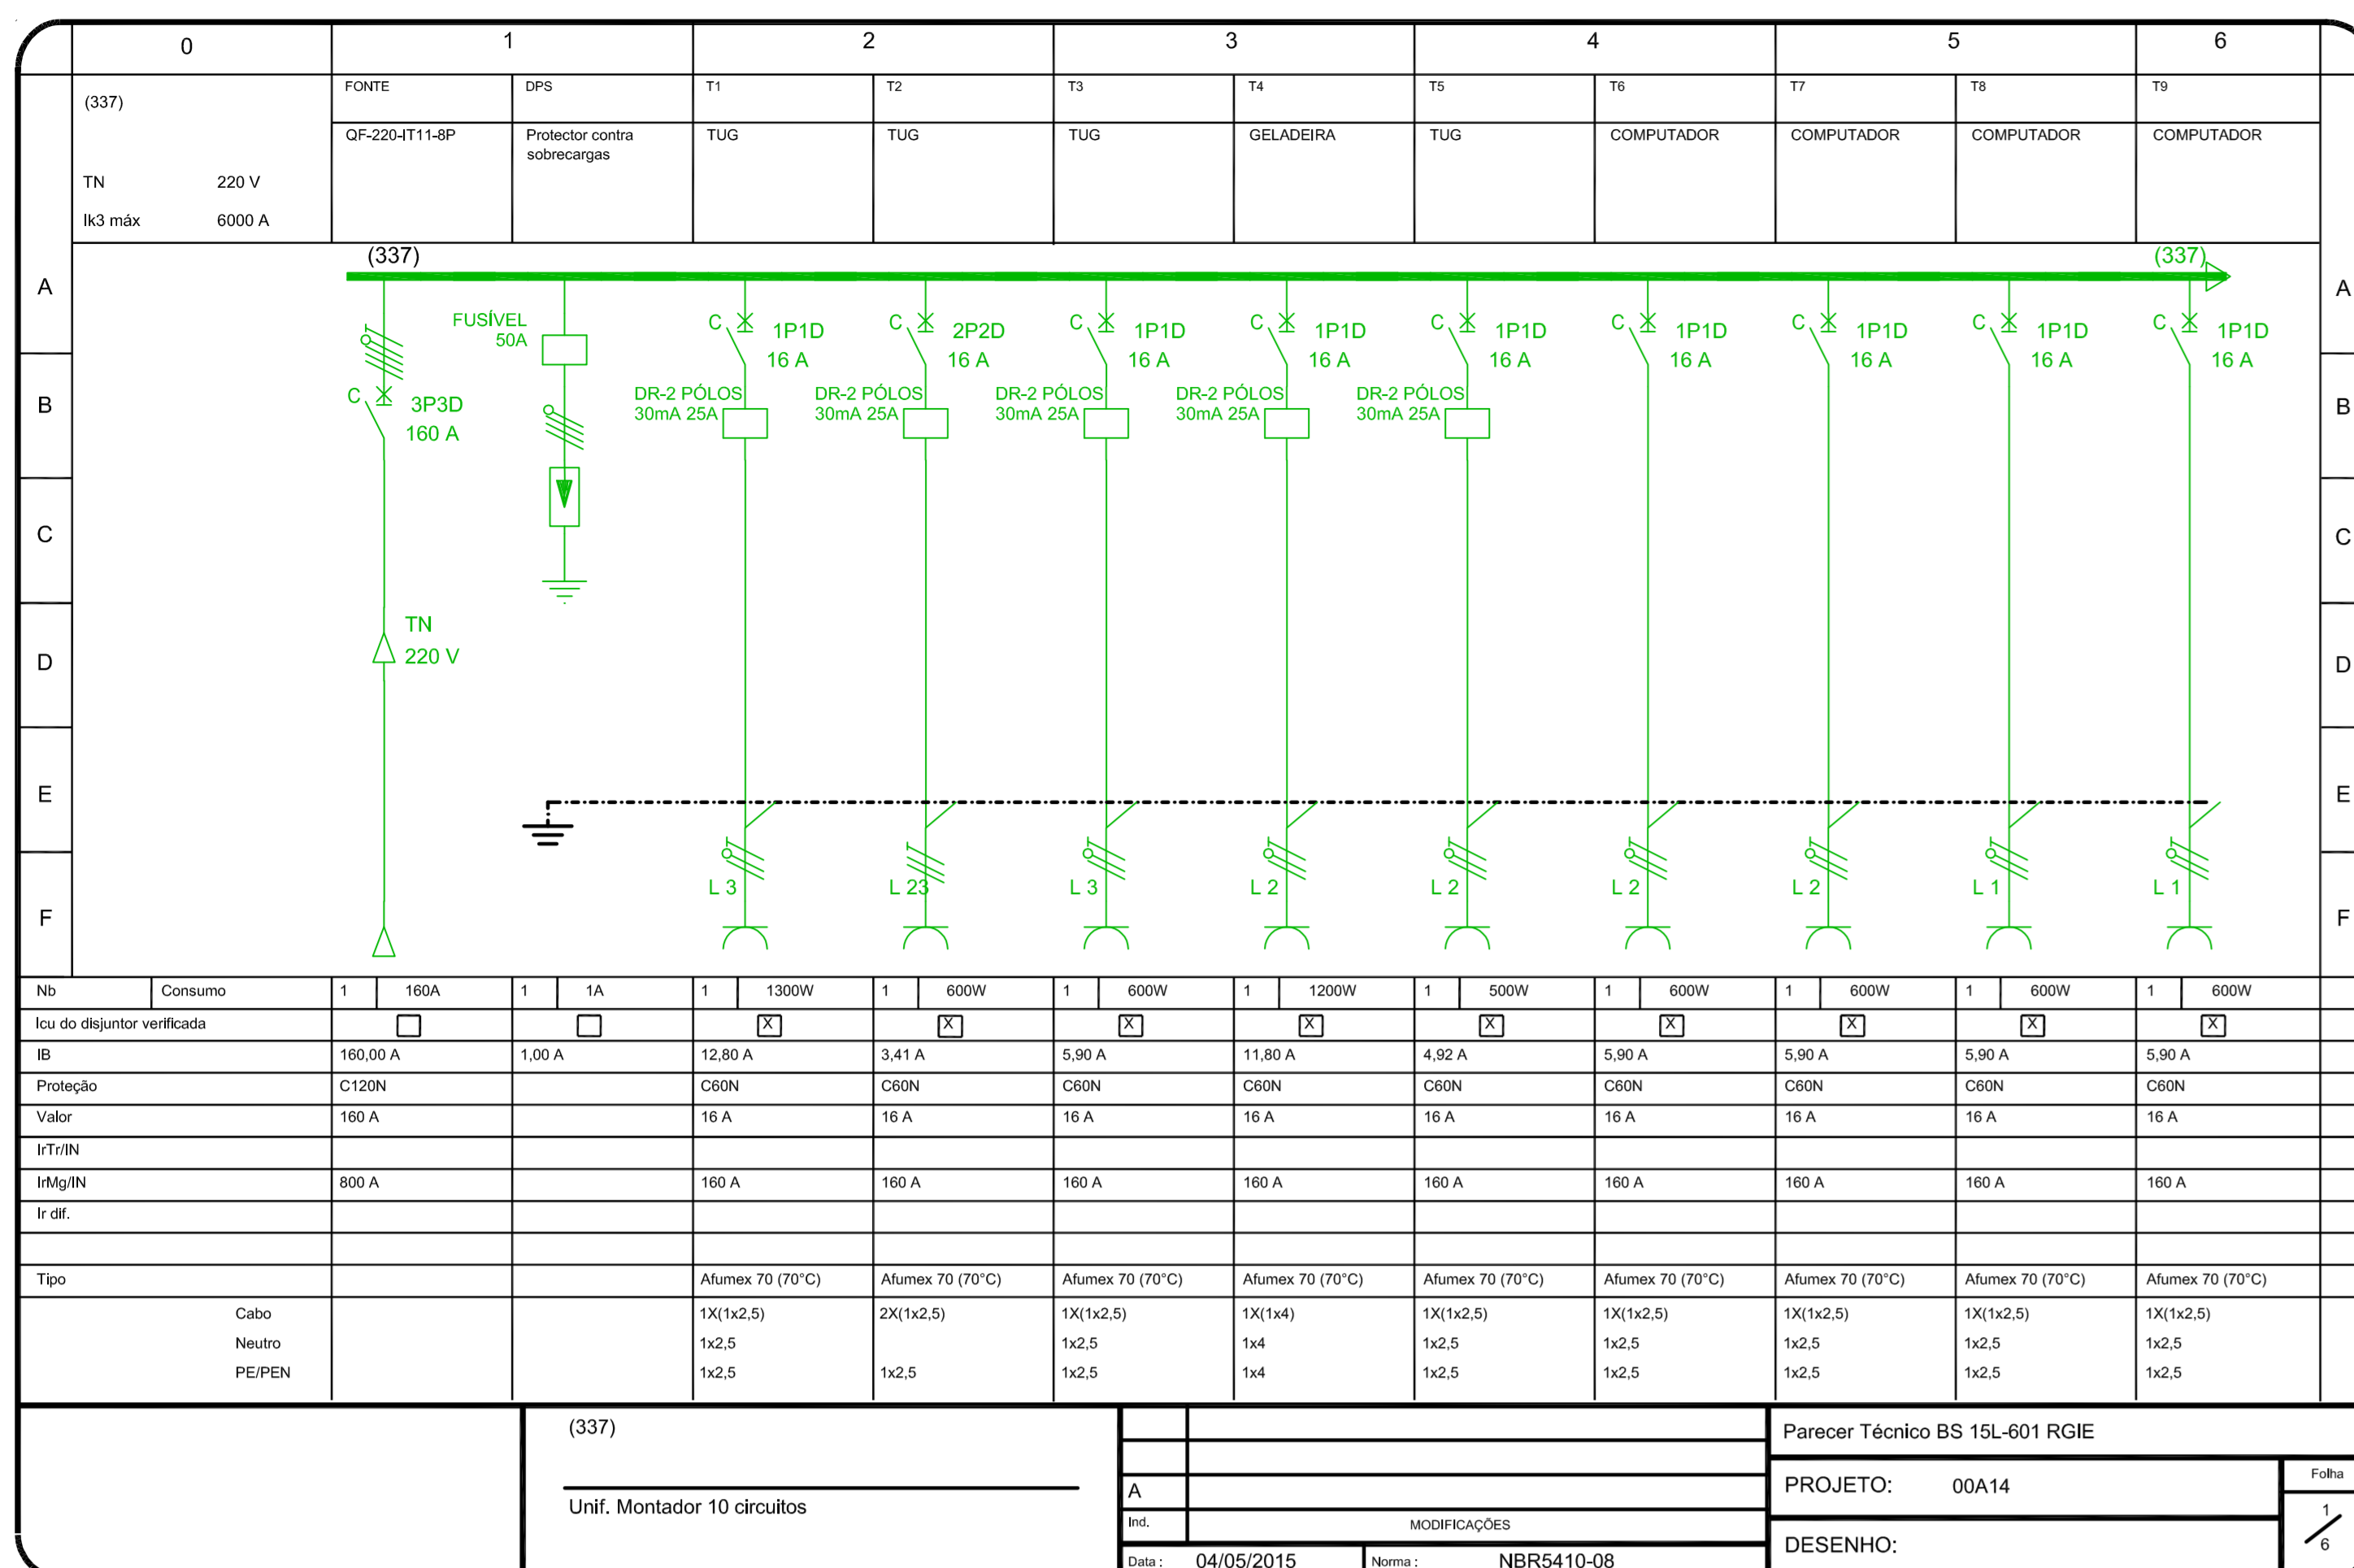 0 1 2 3 4 5 6
(337)
TN 220 V
Ik3 máx 6000 A
FONTE DPS T1 T2 T3 T4 T5 T6 T7 T8 T9
QF-220-IT11-8P Protector contra TUG TUG TUG GELADEIRA TUG COMPUTADOR COMPUTADOR COMPUTADOR COMPUTADOR
sobrecargas
(337) (337)
A A
FUSÍVEL C C C C C C C C C
50A 1P1D 2P2D 1P1D 1P1D 1P1D 1P1D 1P1D 1P1D 1P1D
16 A 16 A 16 A 16 A 16 A 16 A 16 A 16 A 16 A
B C 3P3D DR-2 PÓLOS DR-2 PÓLOS DR-2 PÓLOS DR-2 PÓLOS DR-2 PÓLOS B
160 A 30mA 25A 30mA 25A 30mA 25A 30mA 25A 30mA 25A
C C
TN
D 220 V D
E E
L 3 L 23 L 3 L 2 L 2 L 2 L 2 L 1 L 1
F F
Nb Consumo 1 160A 1 1A 1 1300W 1 600W 1 600W 1 1200W 1 500W 1 600W 1 600W 1 600W 1 600W
Icu do disjuntor verificada X X X X X X X X X
IB 160,00 A 1,00 A 12,80 A 3,41 A 5,90 A 11,80 A 4,92 A 5,90 A 5,90 A 5,90 A 5,90 A
Proteção C120N C60N C60N C60N C60N C60N C60N C60N C60N C60N
Valor 160 A 16 A 16 A 16 A 16 A 16 A 16 A 16 A 16 A 16 A
IrTr/IN
IrMg/IN 800 A 160 A 160 A 160 A 160 A 160 A 160 A 160 A 160 A 160 A
Ir dif.
Tipo Afumex 70 (70°C) Afumex 70 (70°C) Afumex 70 (70°C) Afumex 70 (70°C) Afumex 70 (70°C) Afumex 70 (70°C) Afumex 70 (70°C) Afumex 70 (70°C) Afumex 70 (70°C)
Cabo 1X(1x2,5) 2X(1x2,5) 1X(1x2,5) 1X(1x4) 1X(1x2,5) 1X(1x2,5) 1X(1x2,5) 1X(1x2,5) 1X(1x2,5)
Neutro 1x2,5 1x2,5 1x4 1x2,5 1x2,5 1x2,5 1x2,5 1x2,5
PE/PEN 1x2,5 1x2,5 1x2,5 1x4 1x2,5 1x2,5 1x2,5 1x2,5 1x2,5
(337)
Unif. Montador 10 circuitos
A
Ind. MODIFICAÇÕES
Data : 04/05/2015 Norma : NBR5410-08
Parecer Técnico BS 15L-601 RGIE
PROJETO: 00A14
DESENHO:
Folha
1
6